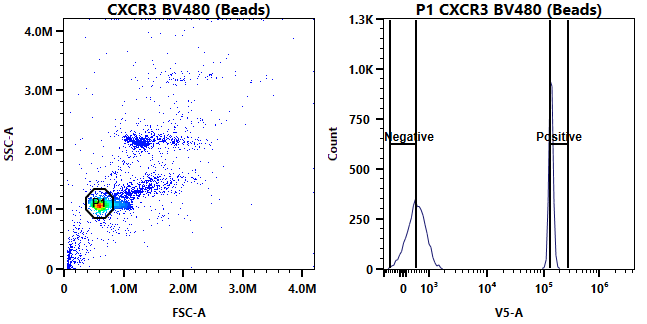 CXCR3 BV480 (Beads)
4.0M
3.0M
2.0M
1.0M
0
SSC-A
P1
0
1.0M
2.0M
3.0M
4.0M
FSC-A
P1 CXCR3 BV480 (Beads)
1.3K
1.0K
750
500
250
0
Count
Negative
Positive
0
10³
10⁴
10⁵
10⁶
V5-A